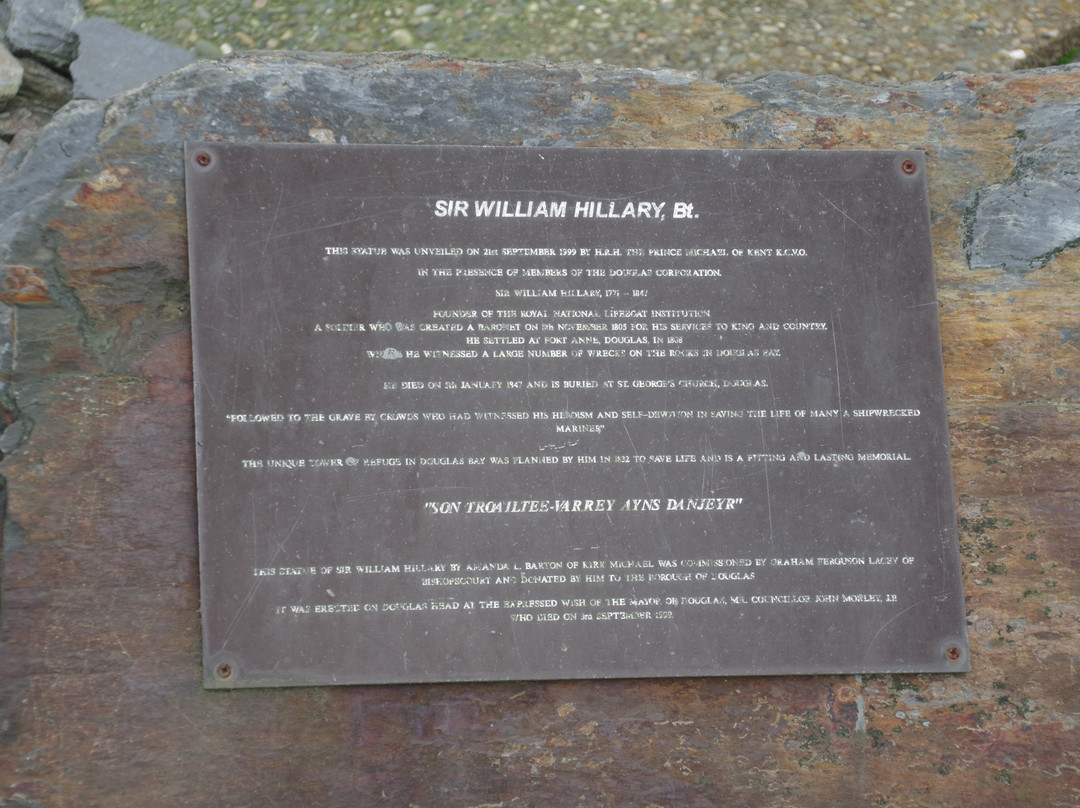 SIR WILLIAM HILLARY, Bt.
THIS STATUE WAS UNVEILED ON 21st SEPTEMBER 1999 BY H.R.H. THE PRINCE MICHAEL OF KENT K.C.V.O.
IN THE PRESENCE OF MEMBERS OF THE DOUGLAS CORPORATION.
SIR WILLIAM HILLARY, 1771 - 1847
FOUNDER OF THE ROYAL NATIONAL LIFEBOAT INSTITUTION
A SOLDIER WHO WAS CREATED A BARONET ON 8th NOVEMBER 1805 FOR HIS SERVICES TO KING AND COUNTRY.
HE SETTLED AT FORT ANNE, DOUGLAS, IN 1808
WHERE HE WITNESSED A LARGE NUMBER OF WRECKS ON THE ROCKS IN DOUGLAS BAY.
HE DIED ON 5th JANUARY 1847 AND IS BURIED AT ST. GEORGE'S CHURCH, DOUGLAS.
"FOLLOWED TO THE GRAVE BY CROWDS WHO HAD WITNESSED HIS HEROISM AND SELF-DEVOTION IN SAVING THE LIFE OF MANY A SHIPWRECKED
MARINER"
THE UNIQUE TOWER OF REFUGE IN DOUGLAS BAY WAS PLANNED BY HIM IN 1832 TO SAVE LIFE AND IS A FITTING AND LASTING MEMORIAL.
"SON TROAILTEE-VARREY AYNS DANJEYR"
THIS STATUE OF SIR WILLIAM HILLARY BY AMANDA L. BARTON OF KIRK MICHAEL WAS COMMISSIONED BY GRAHAM FERGUSON LACEY OF
BISHOPSCOURT AND DONATED BY HIM TO THE BOROUGH OF DOUGLAS
IT WAS ERECTED ON DOUGLAS HEAD AT THE EXPRESSED WISH OF THE MAYOR OF DOUGLAS, MR. COUNCILLOR JOHN MORLEY, J.P.
WHO DIED ON 3rd SEPTEMBER 1999.